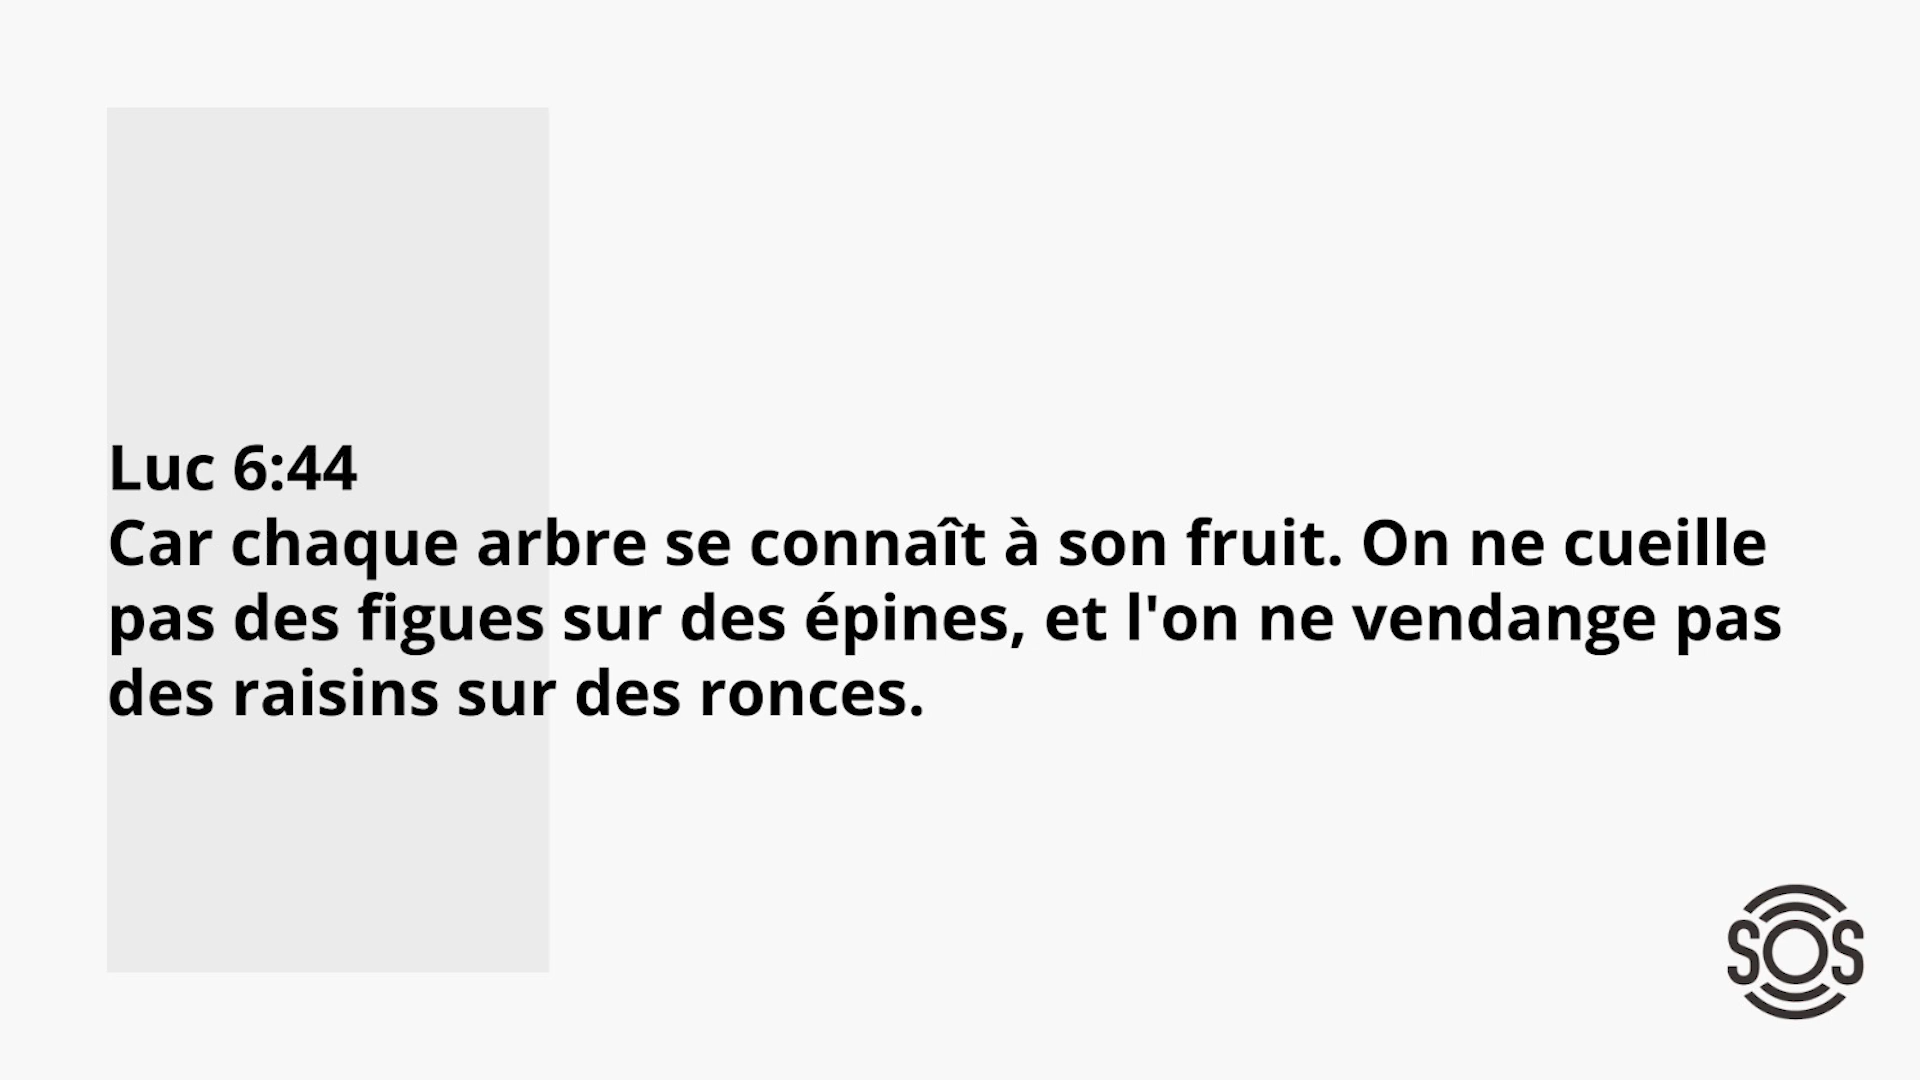 Luc 6:44
Car chaque arbre se connaît à son fruit. On ne cueille
pas des figues sur des épines, et l'on ne vendange pas
des raisins sur des ronces.
SOS